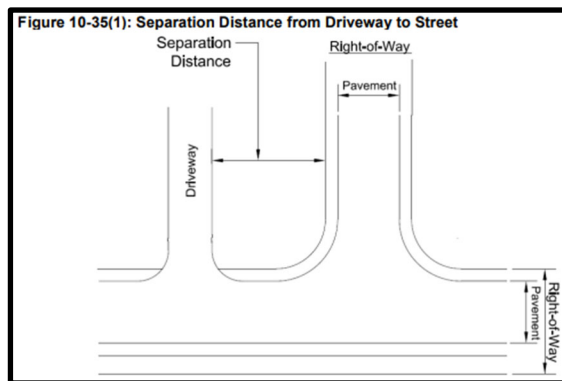 Figure 10-35(1): Separation Distance from Driveway to Street
Separation
Distance
Right-of-Way
Pavement
Driveway
Pavement
Right-of-Way